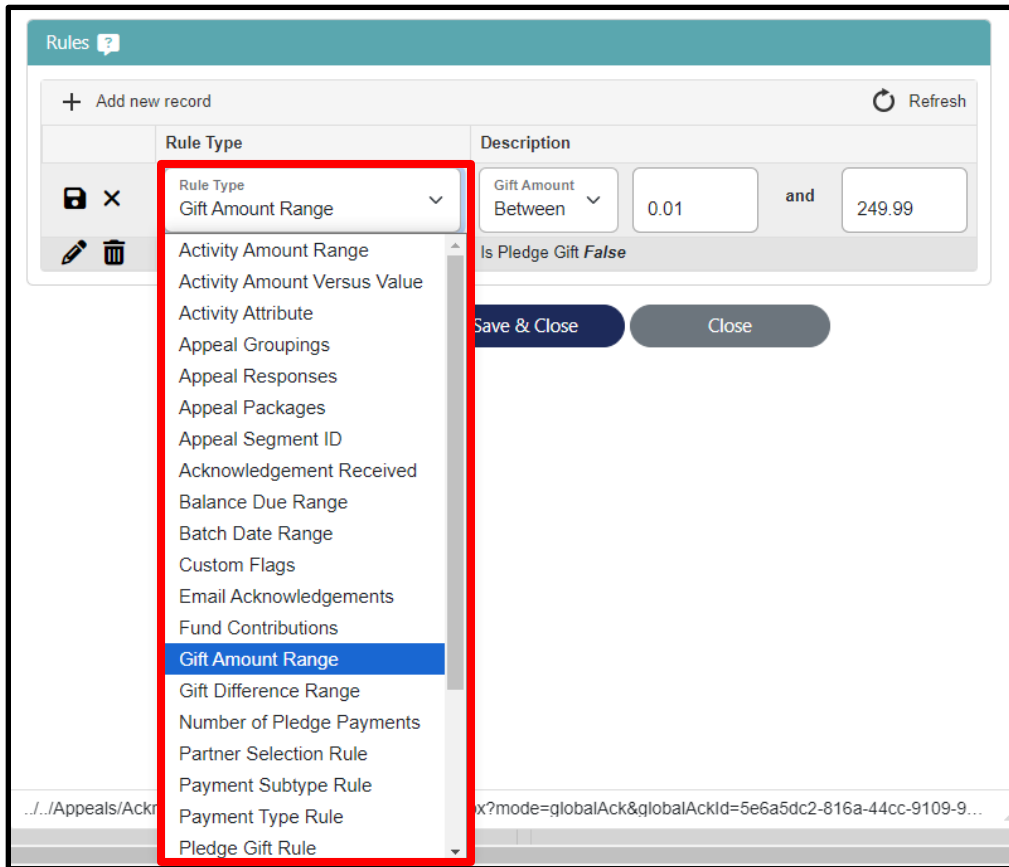 Rules ?
Add new record
Refresh
Rule Type
Description
Rule Type
Gift Amount Range
Gift Amount
Between
0.01
and
249.99
Is Pledge Gift False
Activity Amount Range
Activity Amount Versus Value
Activity Attribute
Appeal Groupings
Appeal Responses
Appeal Packages
Appeal Segment ID
Acknowledgement Received
Balance Due Range
Batch Date Range
Custom Flags
Email Acknowledgements
Fund Contributions
Gift Amount Range
Gift Difference Range
Number of Pledge Payments
Partner Selection Rule
Payment Subtype Rule
Payment Type Rule
Pledge Gift Rule
Save & Close
Close
../../Appeals/Ackn
px?mode=globalAck&globalAckId=5e6a5dc2-816a-44cc-9109-9...